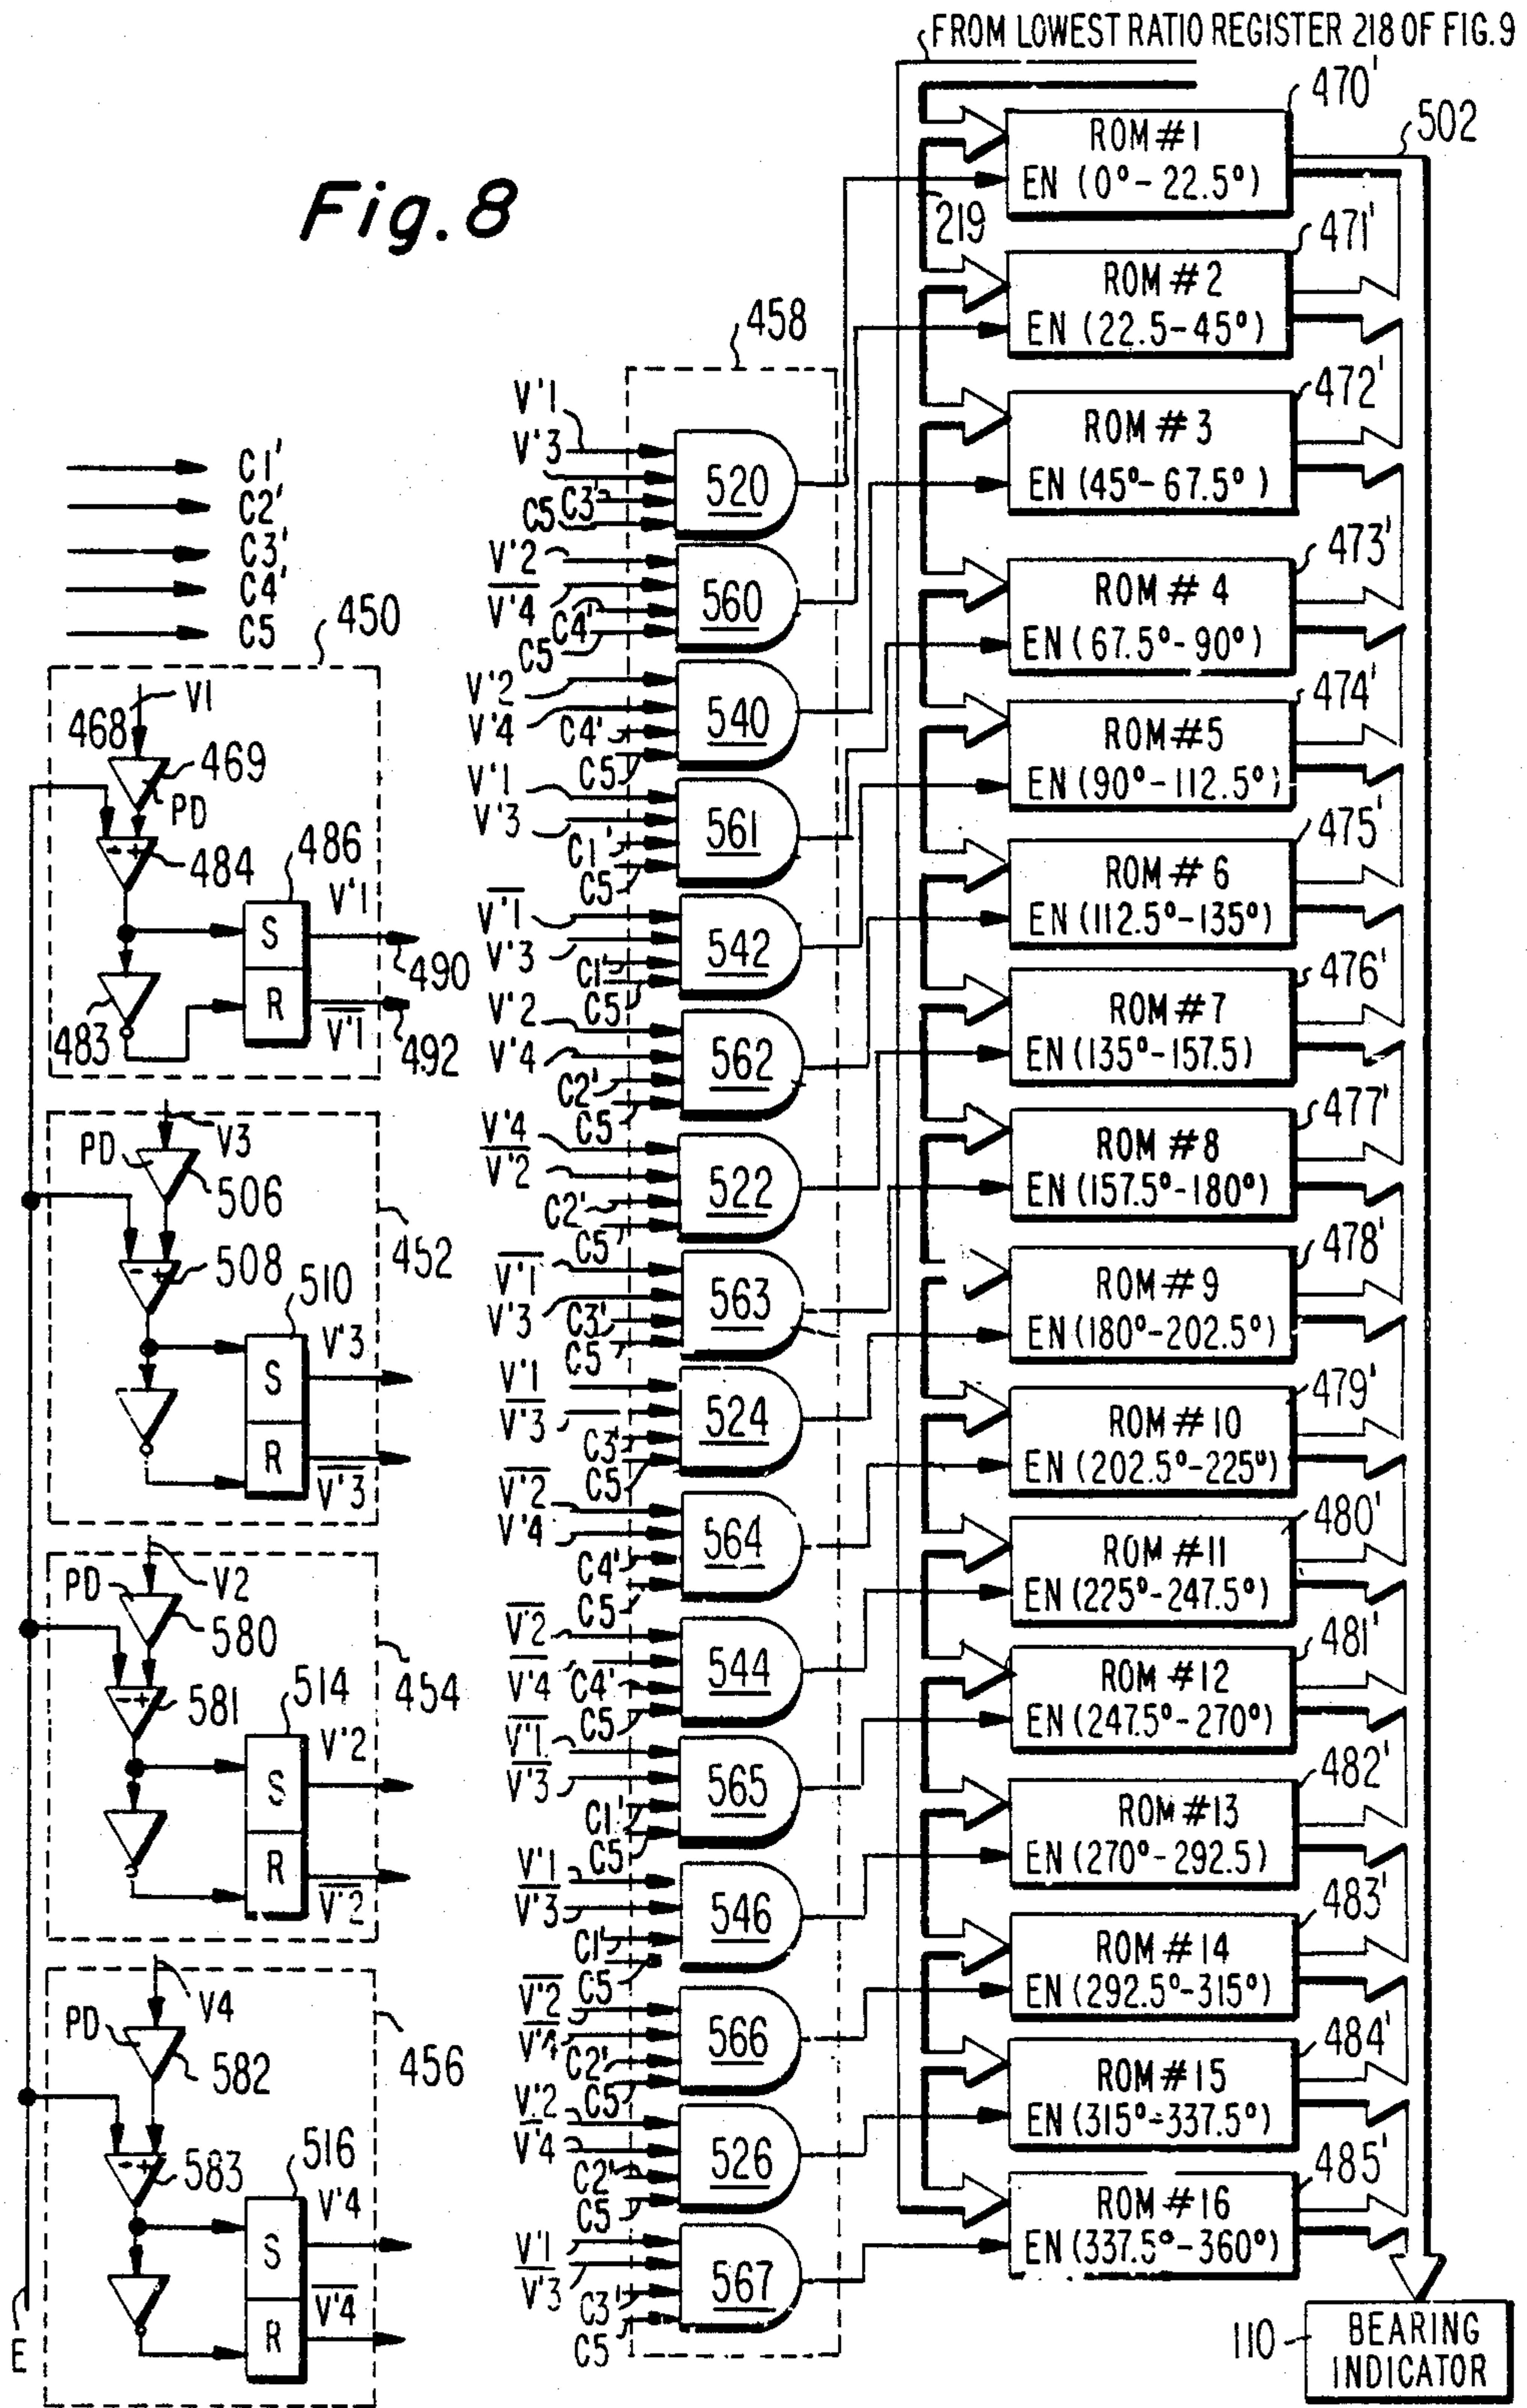 FROM LOWEST RATIO REGISTER 218 OF FIG. 9
Fig. 8
C1'
C2'
C3'
C4'
C5
450
V1
468
469
PD
- +
484
486
S
R
V'1
490
V̅'̅1̅
492
483
V3
PD
506
- +
508
452
510
S
R
V'3
V̅'̅3̅
V2
PD
580
- +
581
454
514
S
R
V'2
V̅'̅2̅
V4
PD
582
- +
583
456
516
S
R
V'4
V̅'̅4̅
E
458
V'1
V'3
C3'
C5
520
V'2
V̅'̅4̅
C4'
C5
560
V'2
V'4
C4'
C5
540
V'1
V'3
C1'
C5
561
V̅'̅1̅
V'3
C1'
C5
542
V'2
V'4
C2'
C5
562
V'4
V̅'̅2̅
C2'
C5
522
V̅'̅1̅
V'3
C3'
C5
563
V'1
V̅'̅3̅
C3'
C5
524
V̅'̅2̅
V'4
C4'
C5
564
V̅'̅2̅
V̅'̅4̅
C4'
C5
544
V̅'̅1̅
V̅'̅3̅
C1'
C5
565
V'1
V̅'̅3̅
C1'
C5
546
V̅'̅2̅
V̅'̅4̅
C2'
C5
566
V'2
V̅'̅4̅
C2'
C5
526
V'1
V̅'̅3̅
C3'
C5
567
219
470'
502
ROM #1
EN (0°-22.5°)
471'
ROM #2
EN (22.5-45°)
472'
ROM #3
EN (45°-67.5°)
473'
ROM #4
EN (67.5°-90°)
474'
ROM #5
EN (90°-112.5°)
475'
ROM #6
EN (112.5°-135°)
476'
ROM #7
EN (135°-157.5)
477'
ROM #8
EN (157.5°-180°)
478'
ROM #9
EN (180°-202.5°)
479'
ROM #10
EN (202.5°-225°)
480'
ROM #11
EN (225°-247.5°)
481'
ROM #12
EN (247.5°-270°)
482'
ROM #13
EN (270°-292.5)
483'
ROM #14
EN (292.5°-315°)
484'
ROM #15
EN (315°-337.5°)
485'
ROM #16
EN (337.5°-360°)
110
BEARING
INDICATOR